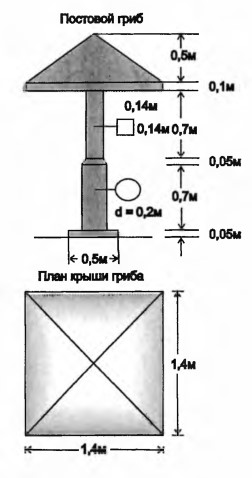 Постовой гриб
0,5м
0,1м
0,14м
0,14м 0,7м
0,05м
0,7м
d = 0,2м
0,05м
0,5м
План крыши гриба
1,4м
1,4м